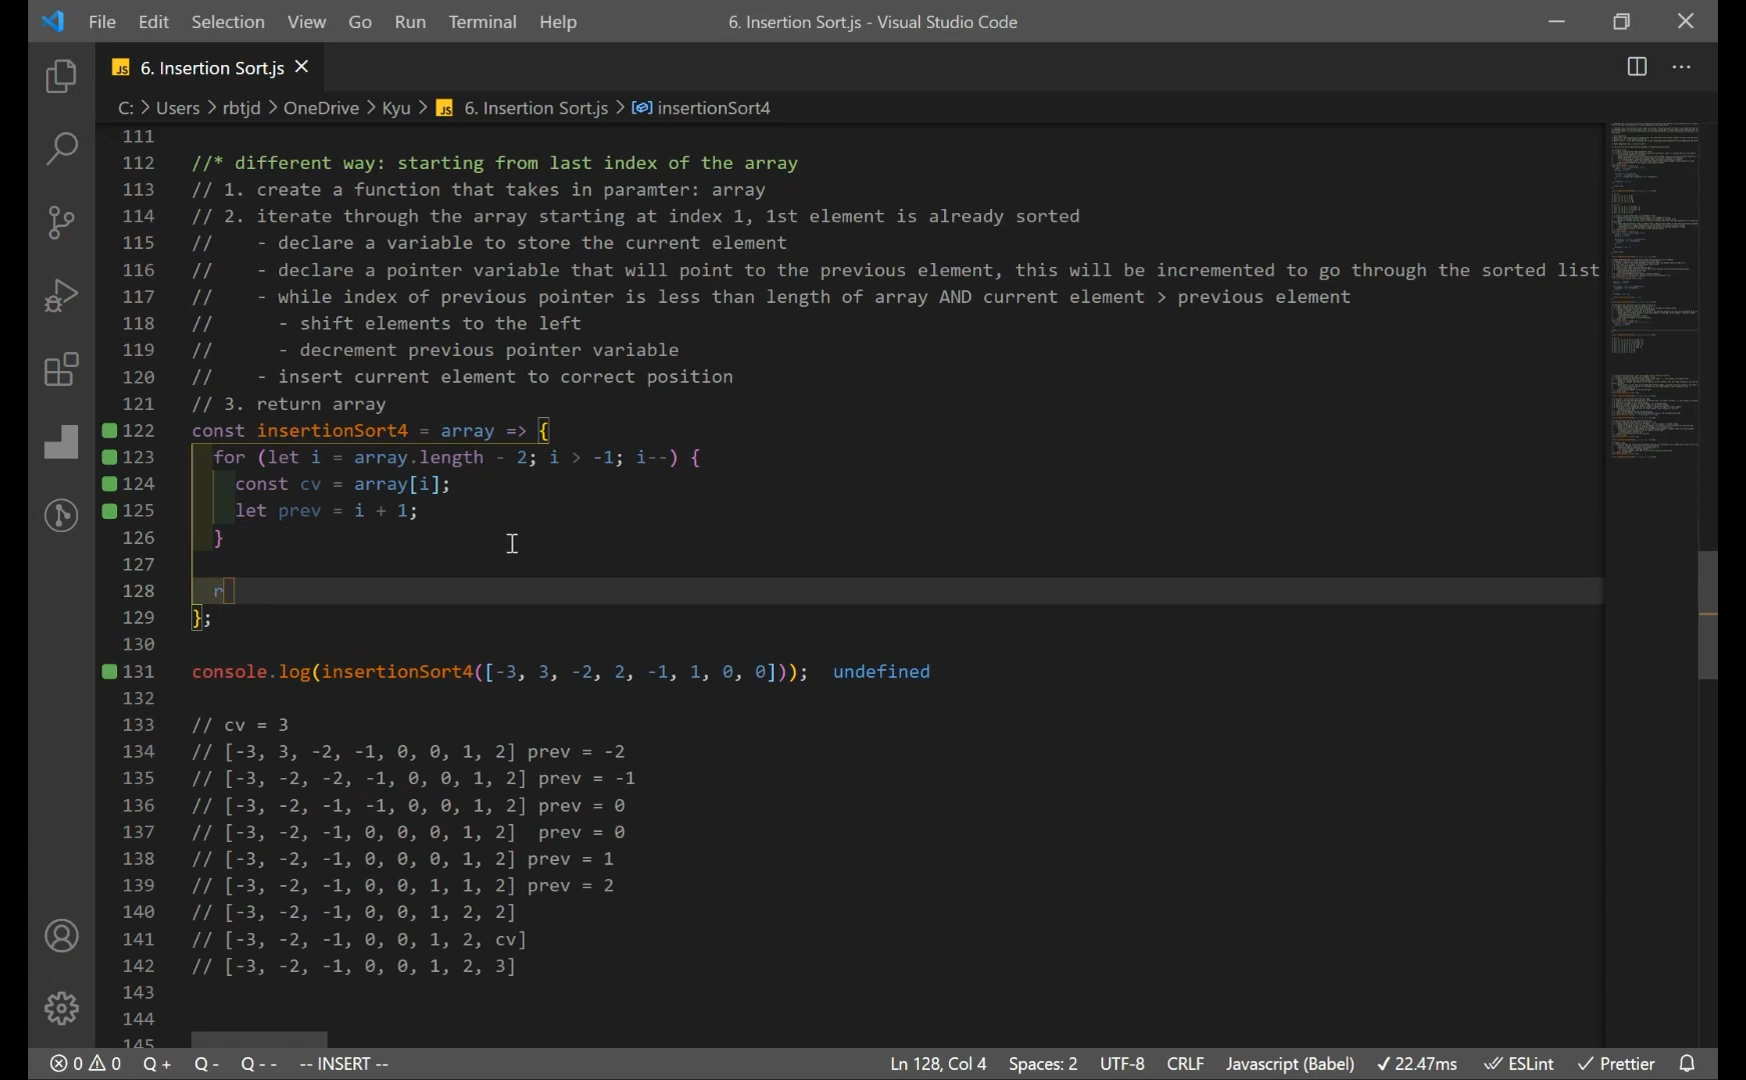 File Edit Selection View Go Run Terminal Help 6. Insertion Sort.js - Visual Studio Code
JS 6. Insertion Sort.js
C: > Users > rbtjd > OneDrive > Kyu > JS 6. Insertion Sort.js > insertionSort4
111
112 //* different way: starting from last index of the array
113 // 1. create a function that takes in paramter: array
114 // 2. iterate through the array starting at index 1, 1st element is already sorted
115 //    - declare a variable to store the current element
116 //    - declare a pointer variable that will point to the previous element, this will be incremented to go through the sorted list
117 //    - while index of previous pointer is less than length of array AND current element > previous element
118 //      - shift elements to the left
119 //      - decrement previous pointer variable
120 //    - insert current element to correct position
121 // 3. return array
122 const insertionSort4 = array => {
123   for (let i = array.length - 2; i > -1; i--) {
124     const cv = array[i];
125     let prev = i + 1;
126   }
127
128   r
129 };
130
131 console.log(insertionSort4([-3, 3, -2, 2, -1, 1, 0, 0])); undefined
132
133 // cv = 3
134 // [-3, 3, -2, -1, 0, 0, 1, 2] prev = -2
135 // [-3, -2, -2, -1, 0, 0, 1, 2] prev = -1
136 // [-3, -2, -1, -1, 0, 0, 1, 2] prev = 0
137 // [-3, -2, -1, 0, 0, 0, 1, 2]  prev = 0
138 // [-3, -2, -1, 0, 0, 0, 1, 2] prev = 1
139 // [-3, -2, -1, 0, 0, 1, 1, 2] prev = 2
140 // [-3, -2, -1, 0, 0, 1, 2, 2]
141 // [-3, -2, -1, 0, 0, 1, 2, cv]
142 // [-3, -2, -1, 0, 0, 1, 2, 3]
143
144
145
0 0 Q + Q - Q - - -- INSERT -- Ln 128, Col 4 Spaces: 2 UTF-8 CRLF Javascript (Babel) 22.47ms ESLint Prettier